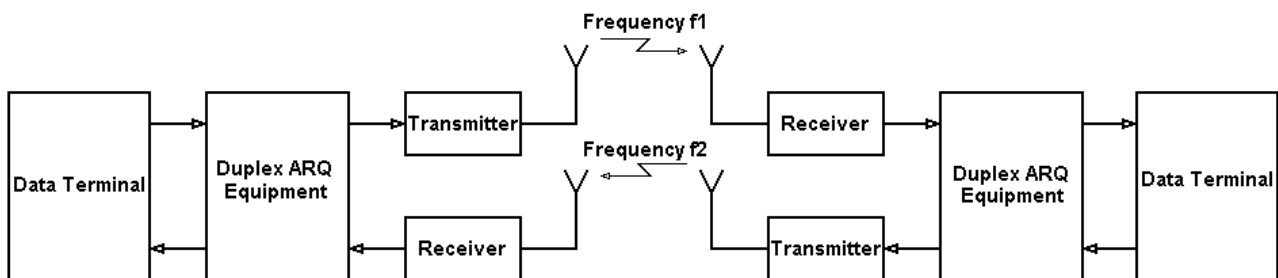 Frequency f1
Transmitter
Receiver
Data Terminal
Duplex ARQ
Equipment
Frequency f2
Duplex ARQ
Equipment
Data Terminal
Receiver
Transmitter